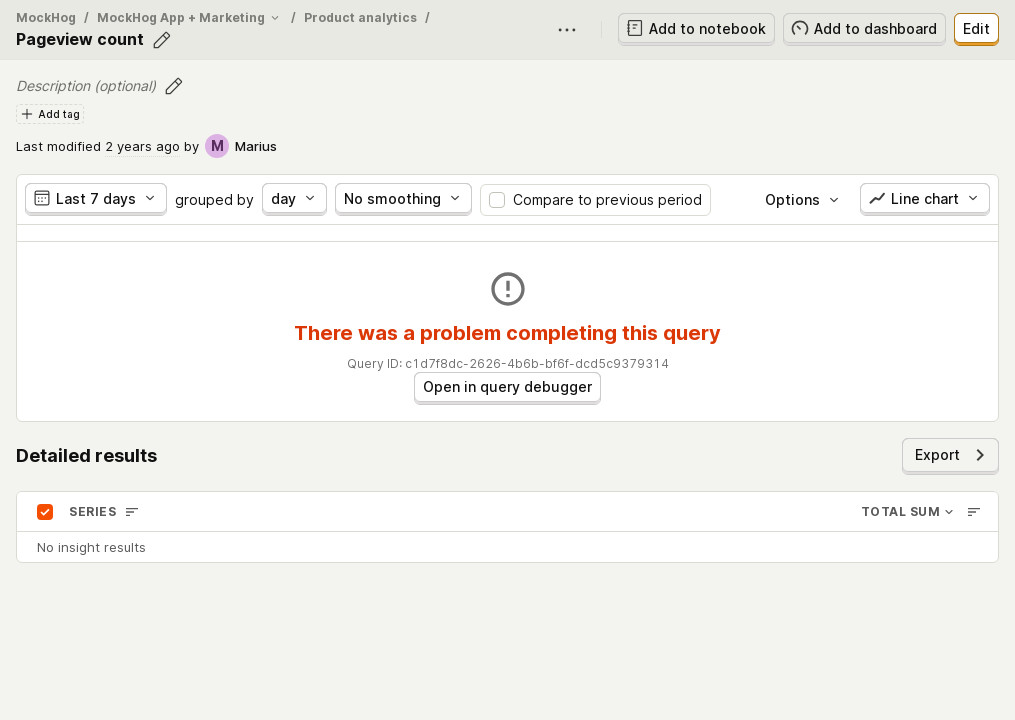 MockHog / MockHog App + Marketing / Product analytics /
Pageview count
Add to notebook
Add to dashboard
Edit
Description (optional)
Add tag
Last modified 2 years ago by M Marius
Last 7 days grouped by day No smoothing Compare to previous period Options Line chart
There was a problem completing this query
Query ID: c1d7f8dc-2626-4b6b-bf6f-dcd5c9379314
Open in query debugger
Detailed results
Export
SERIES TOTAL SUM
No insight results